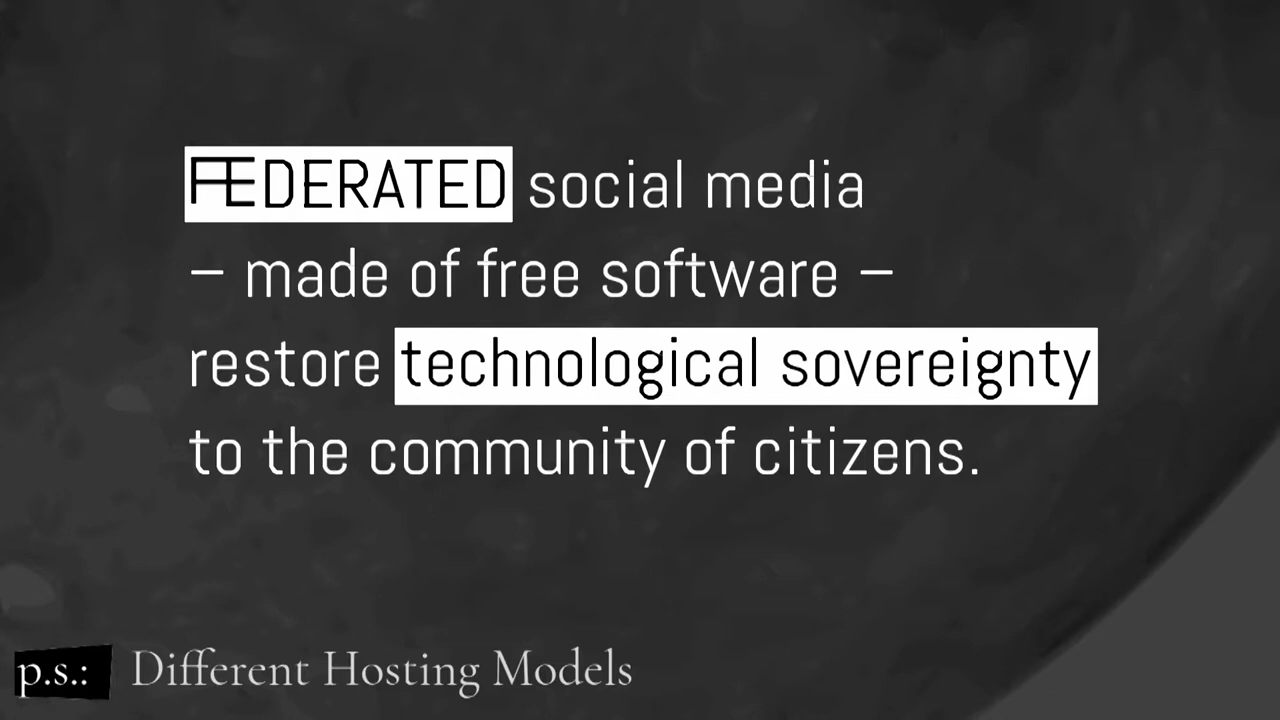 FEDERATED social media
– made of free software –
restore technological sovereignty
to the community of citizens.
p.s.: Different Hosting Models